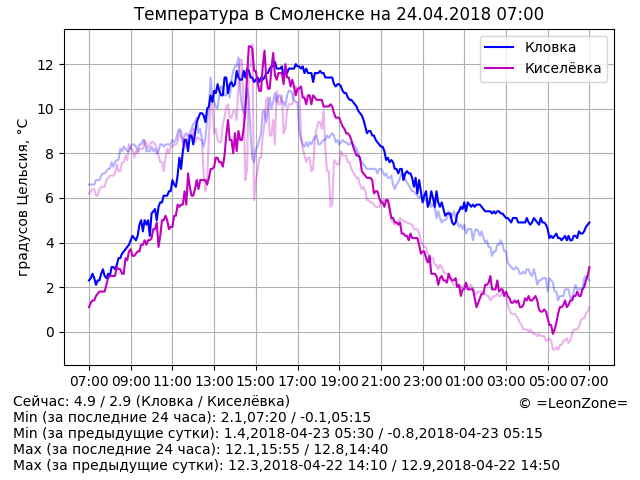 Температура в Смоленске на 24.04.2018 07:00
Кловка
Киселёвка
градусов Цельсия, °C
12
10
8
6
4
2
0
07:00 09:00 11:00 13:00 15:00 17:00 19:00 21:00 23:00 01:00 03:00 05:00 07:00
Сейчас: 4.9 / 2.9 (Кловка / Киселёвка)
© =LeonZone=
Min (за последние 24 часа): 2.1,07:20 / -0.1,05:15
Min (за предыдущие сутки): 1.4,2018-04-23 05:30 / -0.8,2018-04-23 05:15
Max (за последние 24 часа): 12.1,15:55 / 12.8,14:40
Max (за предыдущие сутки): 12.3,2018-04-22 14:10 / 12.9,2018-04-22 14:50